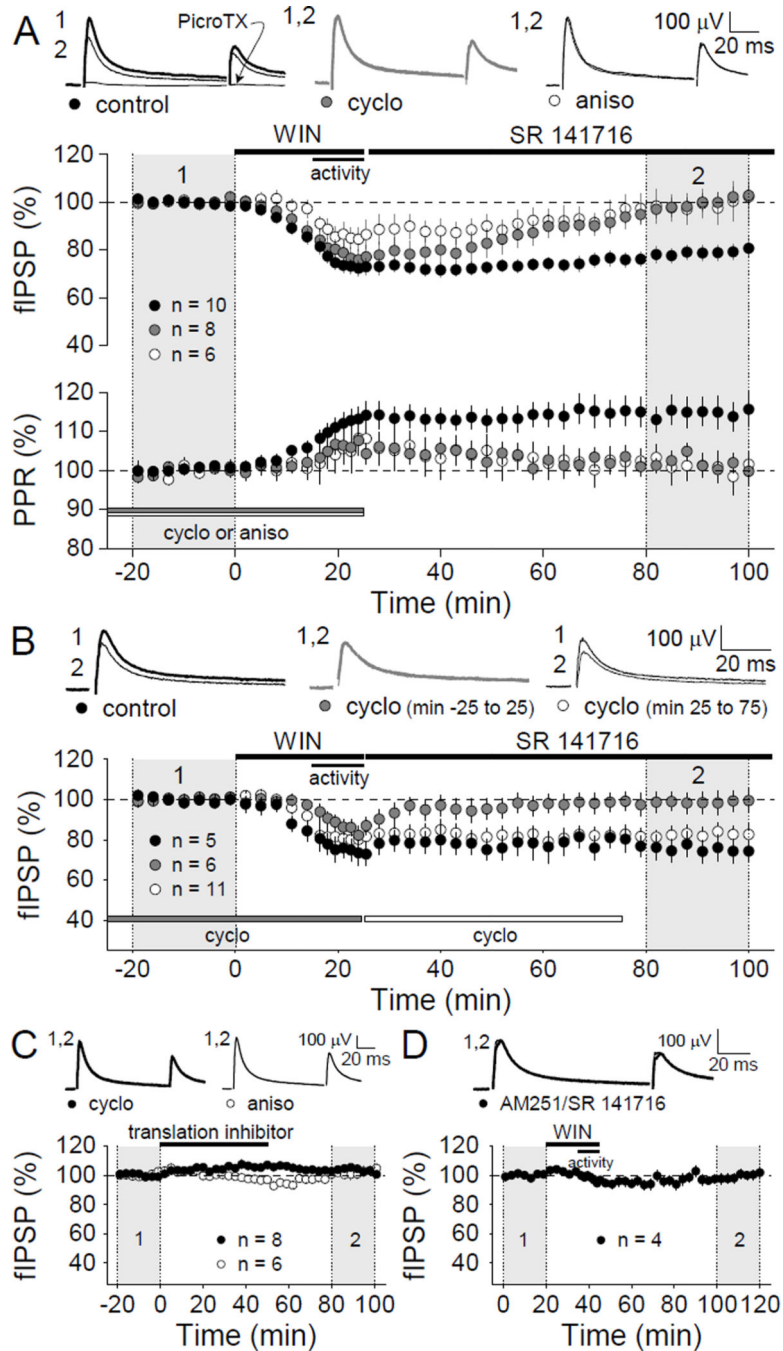 A
1
2
PicroTX
1,2
1,2
100 μV
20 ms
control
cyclo
aniso
WIN
SR 141716
activity
1
2
fIPSP (%)
120
100
80
60
40
n = 10
n = 8
n = 6
PPR (%)
120
110
100
90
80
cyclo or aniso
-20 0 20 40 60 80 100
Time (min)
B
1
2
1,2
1
2
100 μV
20 ms
control
cyclo (min -25 to 25)
cyclo (min 25 to 75)
WIN
SR 141716
activity
1
2
fIPSP (%)
120
100
80
60
40
n = 5
n = 6
n = 11
cyclo
cyclo
-20 0 20 40 60 80 100
Time (min)
C
1,2
1,2
100 μV
20 ms
cyclo
aniso
translation inhibitor
fIPSP (%)
120
100
80
60
40
1
2
n = 8
n = 6
-20 0 20 40 60 80 100
Time (min)
D
1,2
100 μV
20 ms
AM251/SR 141716
WIN
activity
fIPSP (%)
120
100
80
60
40
1
2
n = 4
0 20 40 60 80 100 120
Time (min)